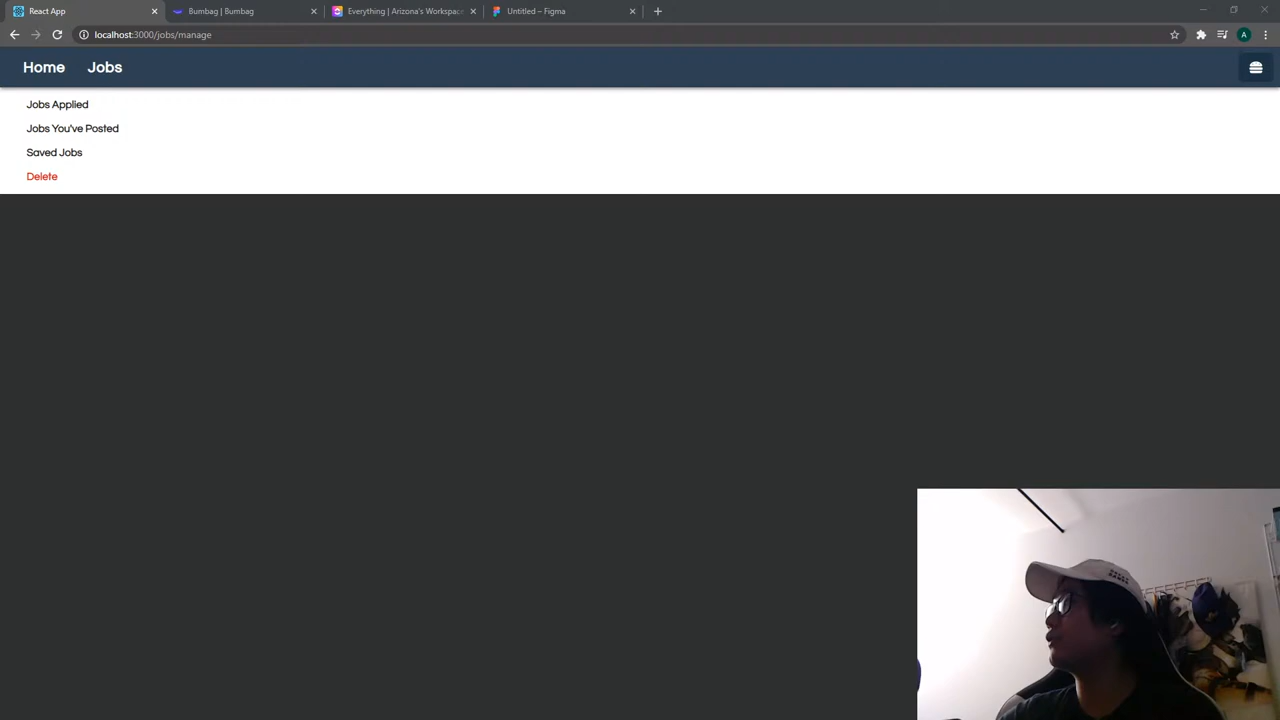 React App
Bumbag | Bumbag
Everything | Arizona's Workspace
Untitled – Figma
localhost:3000/jobs/manage
A
Home Jobs
Jobs Applied
Jobs You've Posted
Saved Jobs
Delete